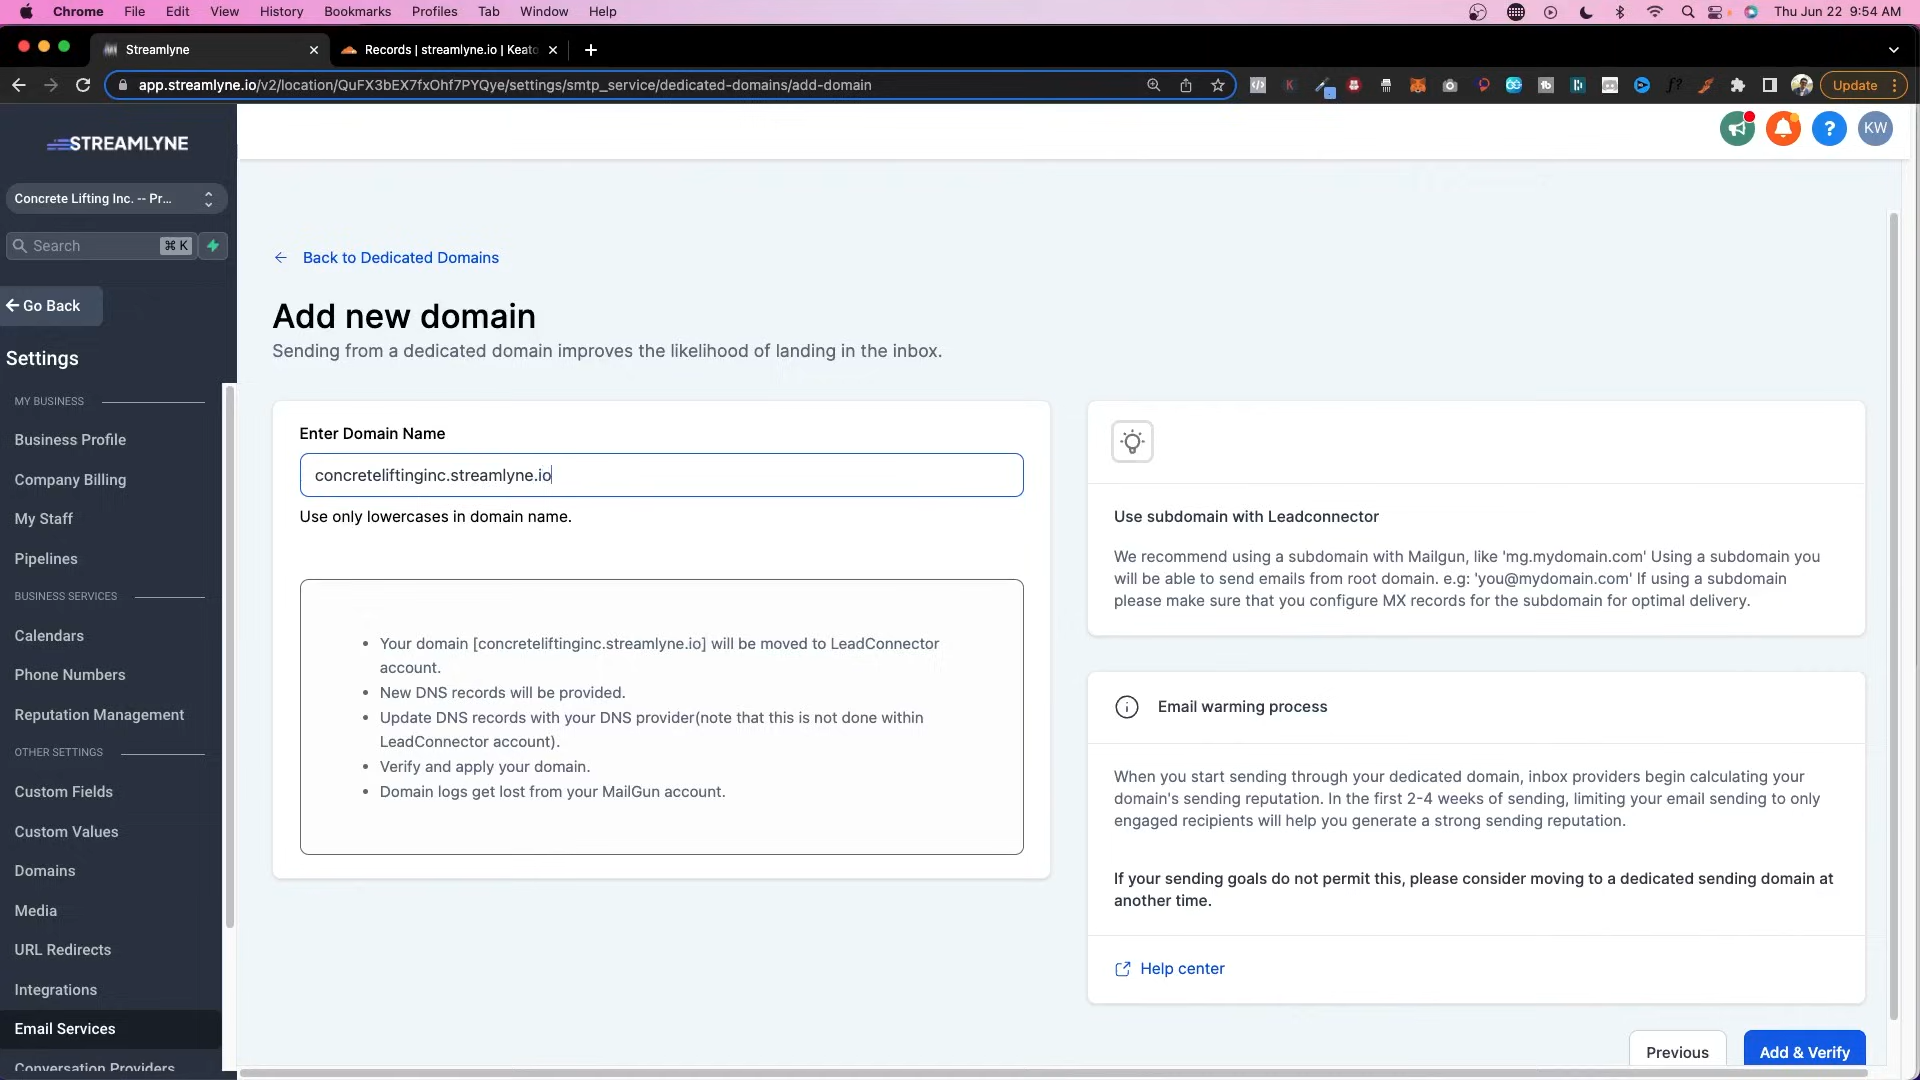 Chrome File Edit View History Bookmarks Profiles Tab Window Help Thu Jun 22 9:54 AM
Streamlyne Records | streamlyne.io | Keato
app.streamlyne.io/v2/location/QuFX3bEX7fxOhf7PYQye/settings/smtp_service/dedicated-domains/add-domain Update
STREAMLYNE
KW
Concrete Lifting Inc. -- Pr...
Search ⌘ K
Go Back
Settings
MY BUSINESS
Business Profile
Company Billing
My Staff
Pipelines
BUSINESS SERVICES
Calendars
Phone Numbers
Reputation Management
OTHER SETTINGS
Custom Fields
Custom Values
Domains
Media
URL Redirects
Integrations
Email Services
Conversation Providers
Back to Dedicated Domains
Add new domain
Sending from a dedicated domain improves the likelihood of landing in the inbox.
Enter Domain Name
concreteliftinginc.streamlyne.io
Use only lowercases in domain name.
• Your domain [concreteliftinginc.streamlyne.io] will be moved to LeadConnector
account.
• New DNS records will be provided.
• Update DNS records with your DNS provider(note that this is not done within
LeadConnector account).
• Verify and apply your domain.
• Domain logs get lost from your MailGun account.
Use subdomain with Leadconnector
We recommend using a subdomain with Mailgun, like 'mg.mydomain.com' Using a subdomain you
will be able to send emails from root domain. e.g: 'you@mydomain.com' If using a subdomain
please make sure that you configure MX records for the subdomain for optimal delivery.
Email warming process
When you start sending through your dedicated domain, inbox providers begin calculating your
domain's sending reputation. In the first 2-4 weeks of sending, limiting your email sending to only
engaged recipients will help you generate a strong sending reputation.
If your sending goals do not permit this, please consider moving to a dedicated sending domain at
another time.
Help center
Previous Add & Verify